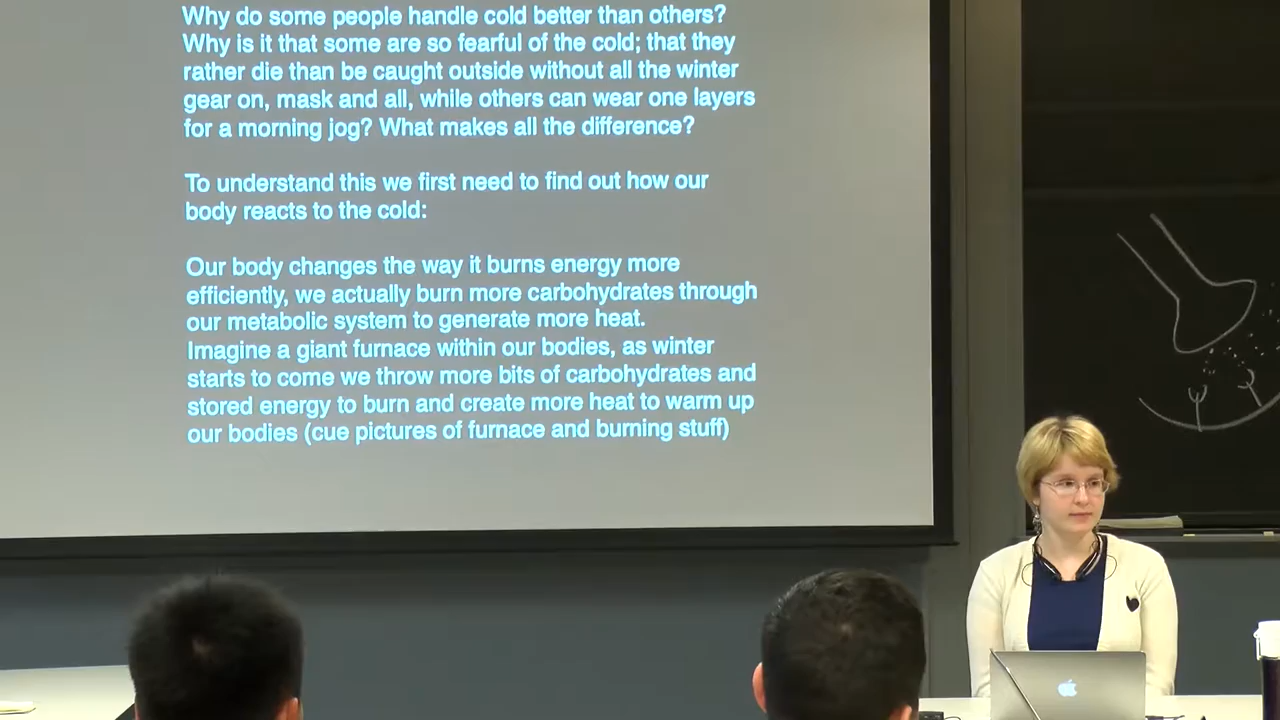 Why do some people handle cold better than others?
Why is it that some are so fearful of the cold; that they
rather die than be caught outside without all the winter
gear on, mask and all, while others can wear one layers
for a morning jog? What makes all the difference?
To understand this we first need to find out how our
body reacts to the cold:
Our body changes the way it burns energy more
efficiently, we actually burn more carbohydrates through
our metabolic system to generate more heat.
Imagine a giant furnace within our bodies, as winter
starts to come we throw more bits of carbohydrates and
stored energy to burn and create more heat to warm up
our bodies (cue pictures of furnace and burning stuff)